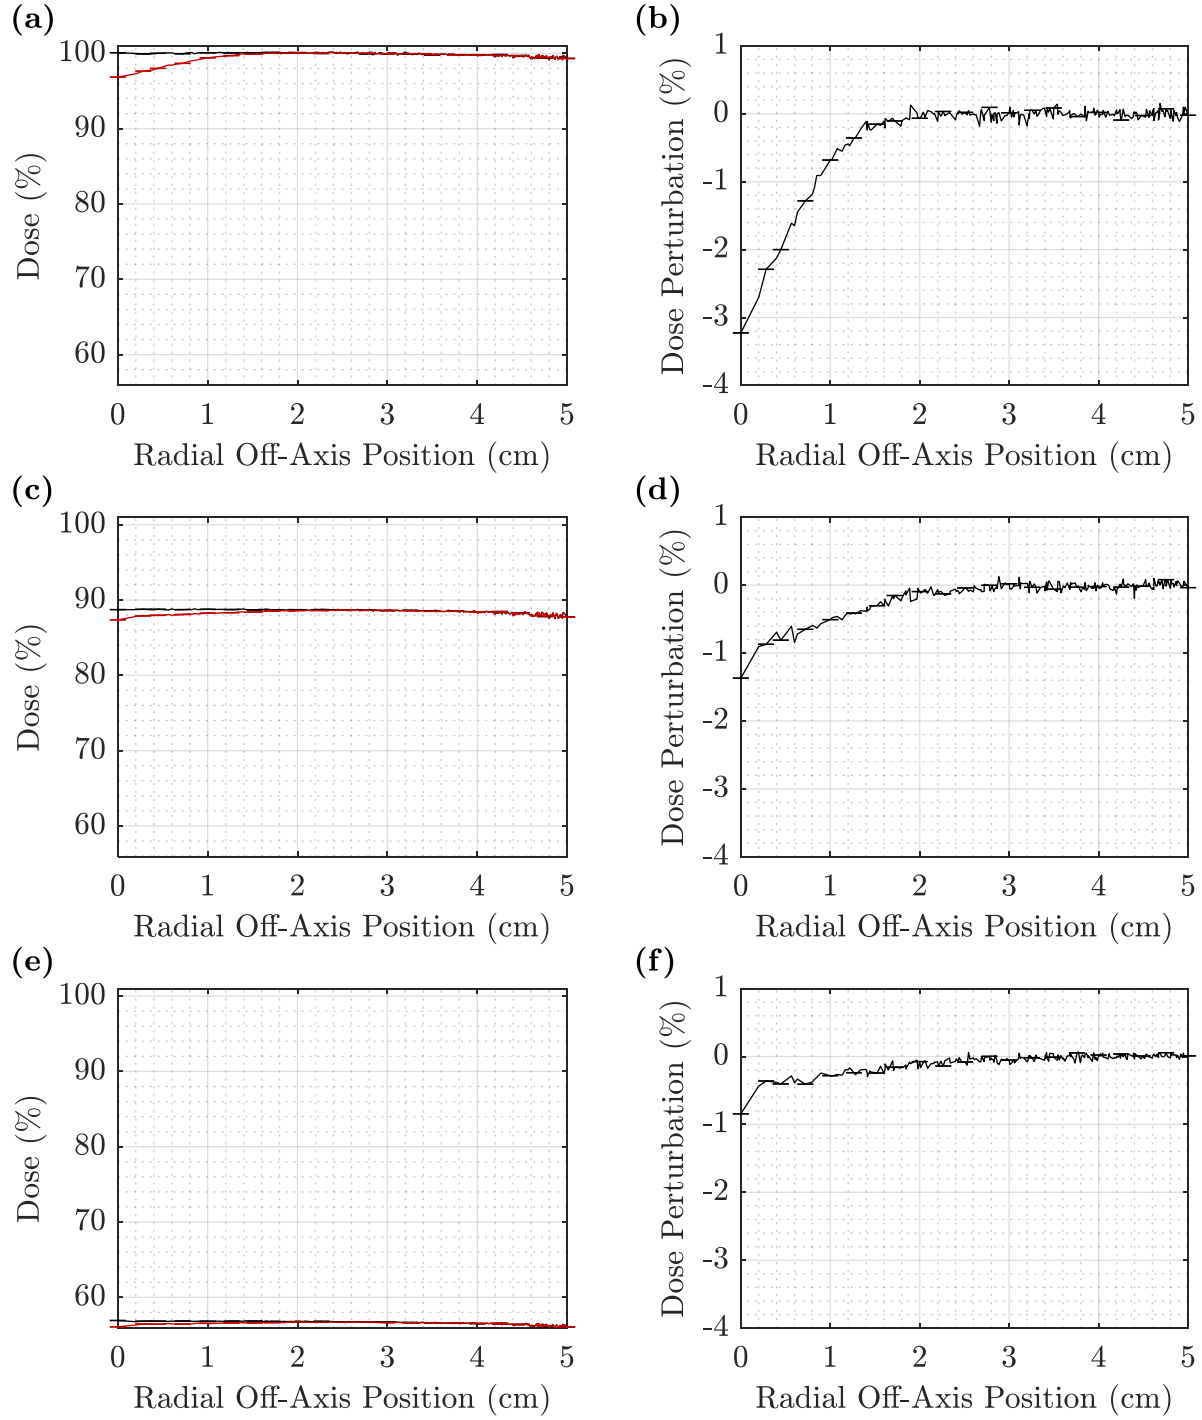 (a)
100
90
80
70
60
Dose (%)
0 1 2 3 4 5
Radial Off-Axis Position (cm)
(b)
1
0
-1
-2
-3
-4
Dose Perturbation (%)
0 1 2 3 4 5
Radial Off-Axis Position (cm)
(c)
100
90
80
70
60
Dose (%)
0 1 2 3 4 5
Radial Off-Axis Position (cm)
(d)
1
0
-1
-2
-3
-4
Dose Perturbation (%)
0 1 2 3 4 5
Radial Off-Axis Position (cm)
(e)
100
90
80
70
60
Dose (%)
0 1 2 3 4 5
Radial Off-Axis Position (cm)
(f)
1
0
-1
-2
-3
-4
Dose Perturbation (%)
0 1 2 3 4 5
Radial Off-Axis Position (cm)